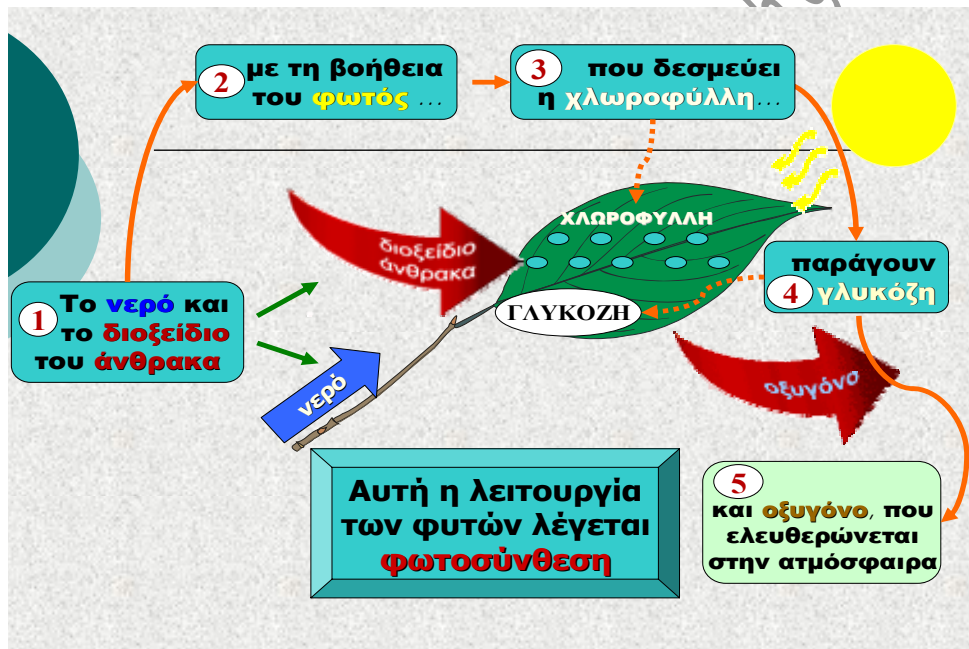 1 Το νερό και
το διοξείδιο
του άνθρακα
2 με τη βοήθεια
του φωτός ...
3 που δεσμεύει
η χλωροφύλλη...
παράγουν
4 γλυκόζη
5
και οξυγόνο, που
ελευθερώνεται
στην ατμόσφαιρα
διοξείδιο
άνθρακα
ΧΛΩΡΟΦΥΛΛΗ
ΓΛΥΚΟΖΗ
νερό
οξυγόνο
Αυτή η λειτουργία
των φυτών λέγεται
φωτοσύνθεση